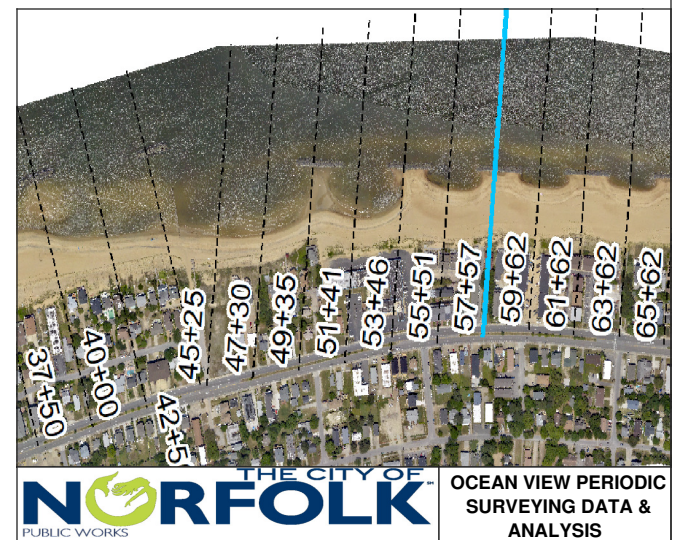 37+50
40+00
42+5
45+25
47+30
49+35
51+41
53+46
55+51
57+57
59+62
61+62
63+62
65+62
THE CITY OF
NORFOLK
PUBLIC WORKS
OCEAN VIEW PERIODIC
SURVEYING DATA &
ANALYSIS